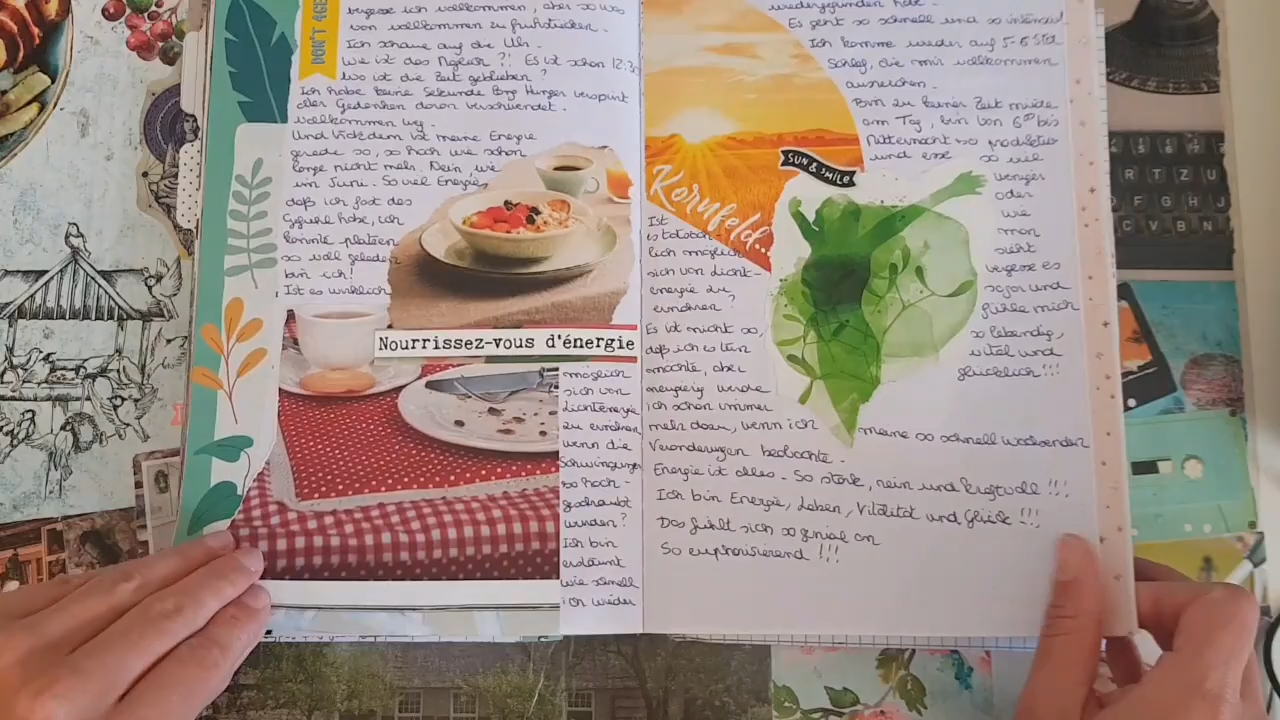 vergesse ich vollkommen, aber so was
von vollkommen zu frühstücken.
Ich schaue auf die Uhr.
Wie ist das möglich?! Es ist schon 12.30
Wo ist die Zeit geblieben?
Ich habe keine Sekunde lang Hunger verspürt
oder Gedanken daran verschwendet.
Vollkommen weg.
Und trotzdem ist meine Energie
gerade so, so hoch wie schon
lange nicht mehr. Nein, wie
im Juni. So viel Energie,
daß ich fast das
Gefühl habe, ich
könnte platzen
so voll geladen
bin ich!
Ist es wirklich
DON'T AGE
Nourrissez-vous d'énergie
möglich
sich von
Lichtenergie
zu ernähren
wenn die
Schwingungen
so hoch-
geschraubt
wurden?
Ich bin
erstaunt
wie schnell
ich wieder
wiedergefunden habe.
Es geht so schnell und so intensiv!
Ich komme wieder auf 5-6 Std
Schlaf, die mir vollkommen
ausreichen.
Bin zu keiner Zeit müde
am Tag, bin von 6⁰⁰ bis
Mitternacht so produktiv
und esse so viel
weniger
oder
wie
man
sieht
vergesse es
sogar und
fühle mich
so lebendig,
vital und
glücklich!!!
SUN & SMILE
Kornfeld...
Ist
es tatsäch-
lich möglich
sich von Licht-
energie zu
ernähren?
Es ist nicht so,
daß ich es tun
möchte, aber
neugierig werde
ich schon immer
mehr dann, wenn ich meine so schnell wachsenden
Veränderungen beobachte.
Energie ist alles. So stark, rein und kraftvoll!!!
Ich bin Energie, Leben, Vitalität und Glück!!!
Das fühlt sich so genial an
So euphorisierend!!!
R T Z U
F G H J
C V B N